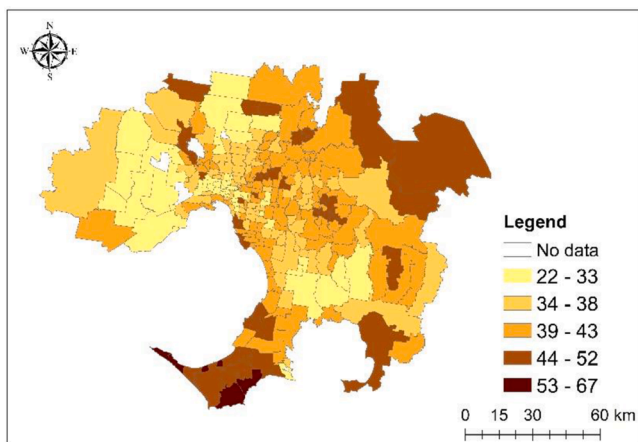 N
W E
S
Legend
No data
22 - 33
34 - 38
39 - 43
44 - 52
53 - 67
0 15 30 60 km